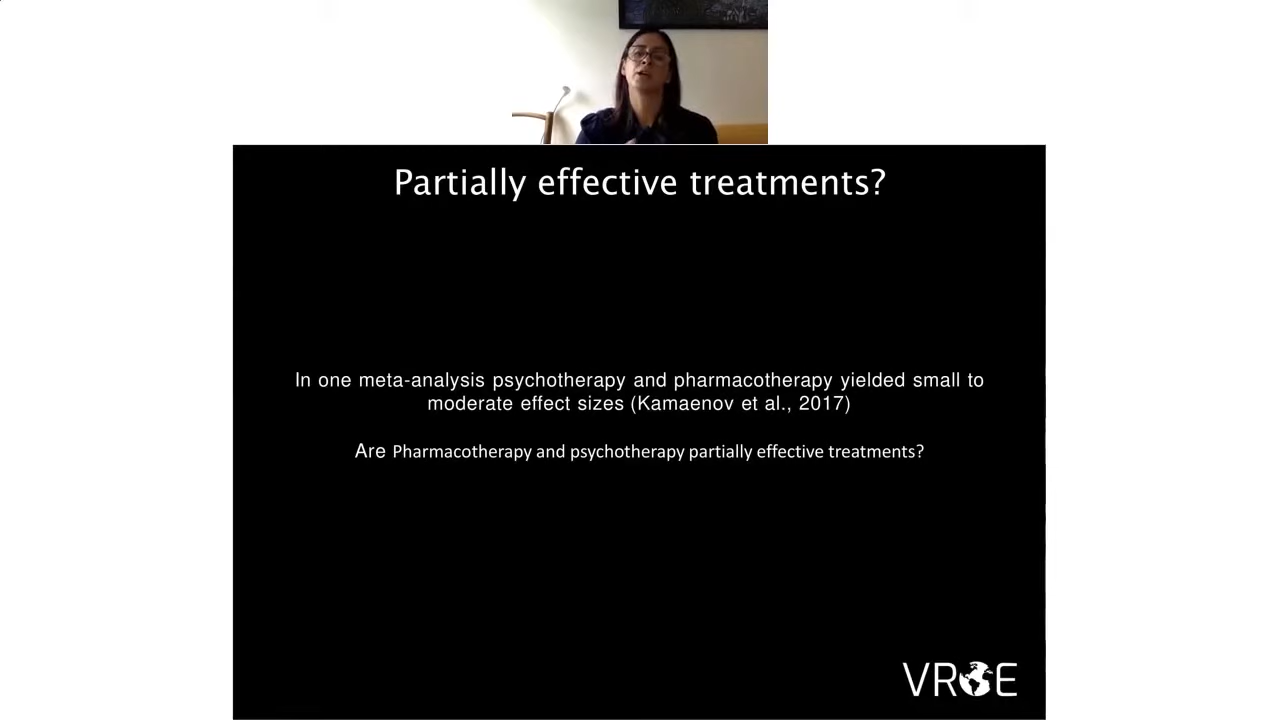 Partially effective treatments?
In one meta-analysis psychotherapy and pharmacotherapy yielded small to
moderate effect sizes (Kamaenov et al., 2017)
Are Pharmacotherapy and psychotherapy partially effective treatments?
VR E